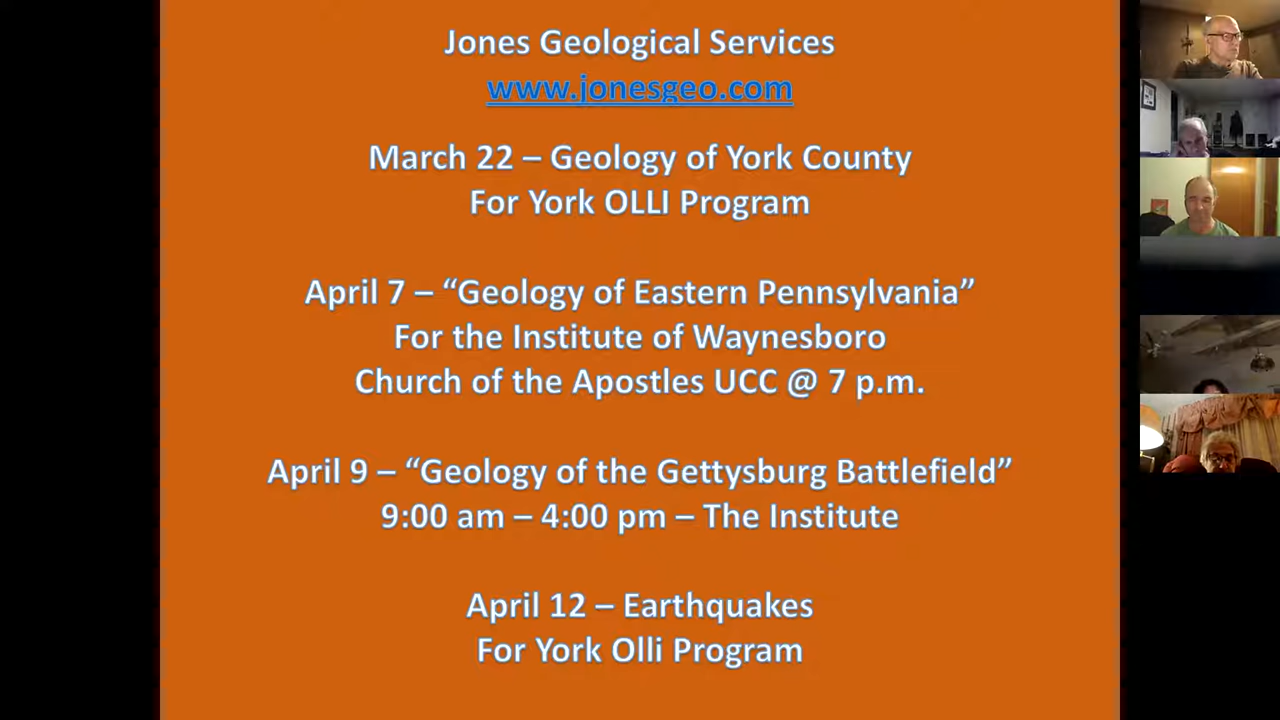 Jones Geological Services
www.jonesgeo.com
March 22 – Geology of York County
For York OLLI Program
April 7 – “Geology of Eastern Pennsylvania”
For the Institute of Waynesboro
Church of the Apostles UCC @ 7 p.m.
April 9 – “Geology of the Gettysburg Battlefield”
9:00 am – 4:00 pm – The Institute
April 12 – Earthquakes
For York Olli Program